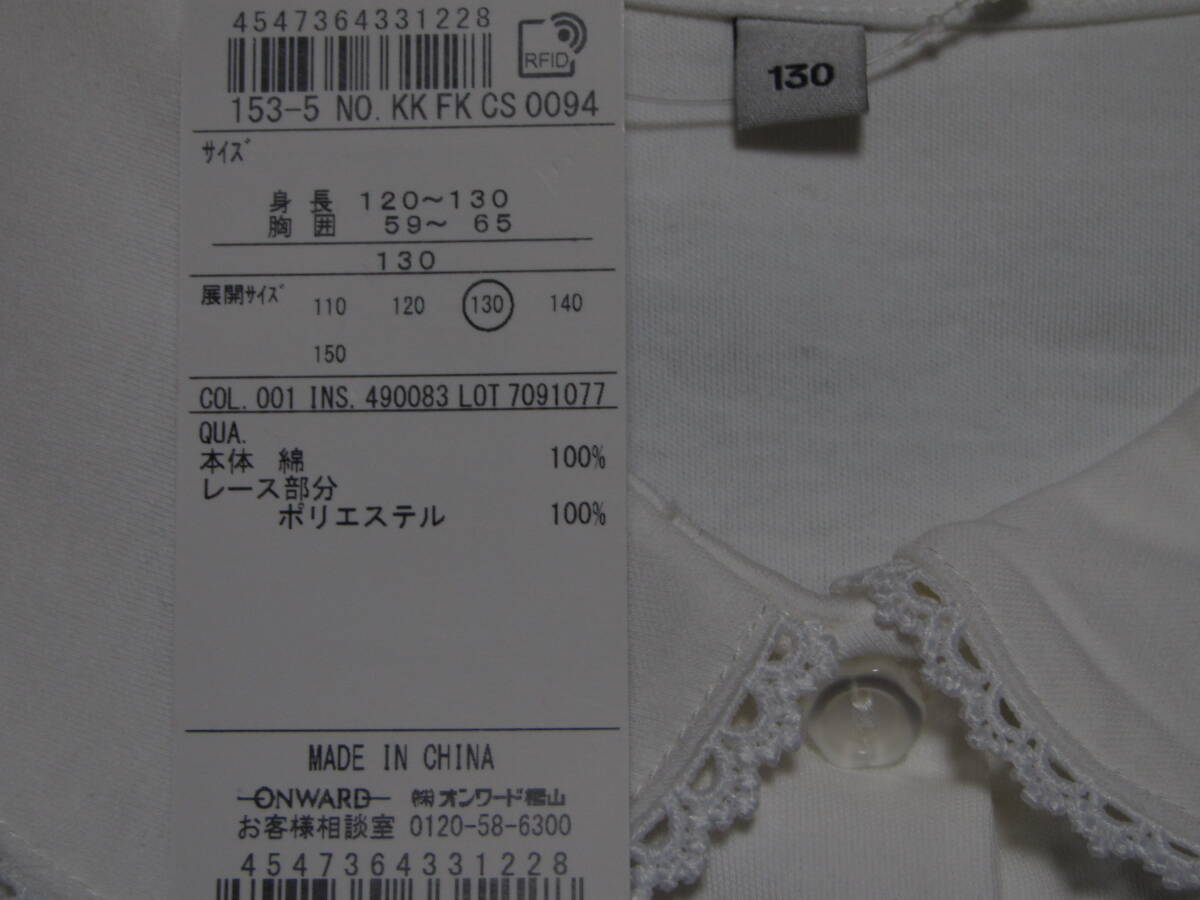 4547364331228
RFID
153-5 NO. KK FK CS 0094
サイズ
身長 120～130
胸囲 59～ 65
130
展開サイズ 110 120 130 140
150
COL. 001 INS. 490083 LOT 7091077
QUA.
本体 綿 100%
レース部分
ポリエステル 100%
MADE IN CHINA
ONWARD ㈱オンワード樫山
お客様相談室 0120-58-6300
4547364331228
130